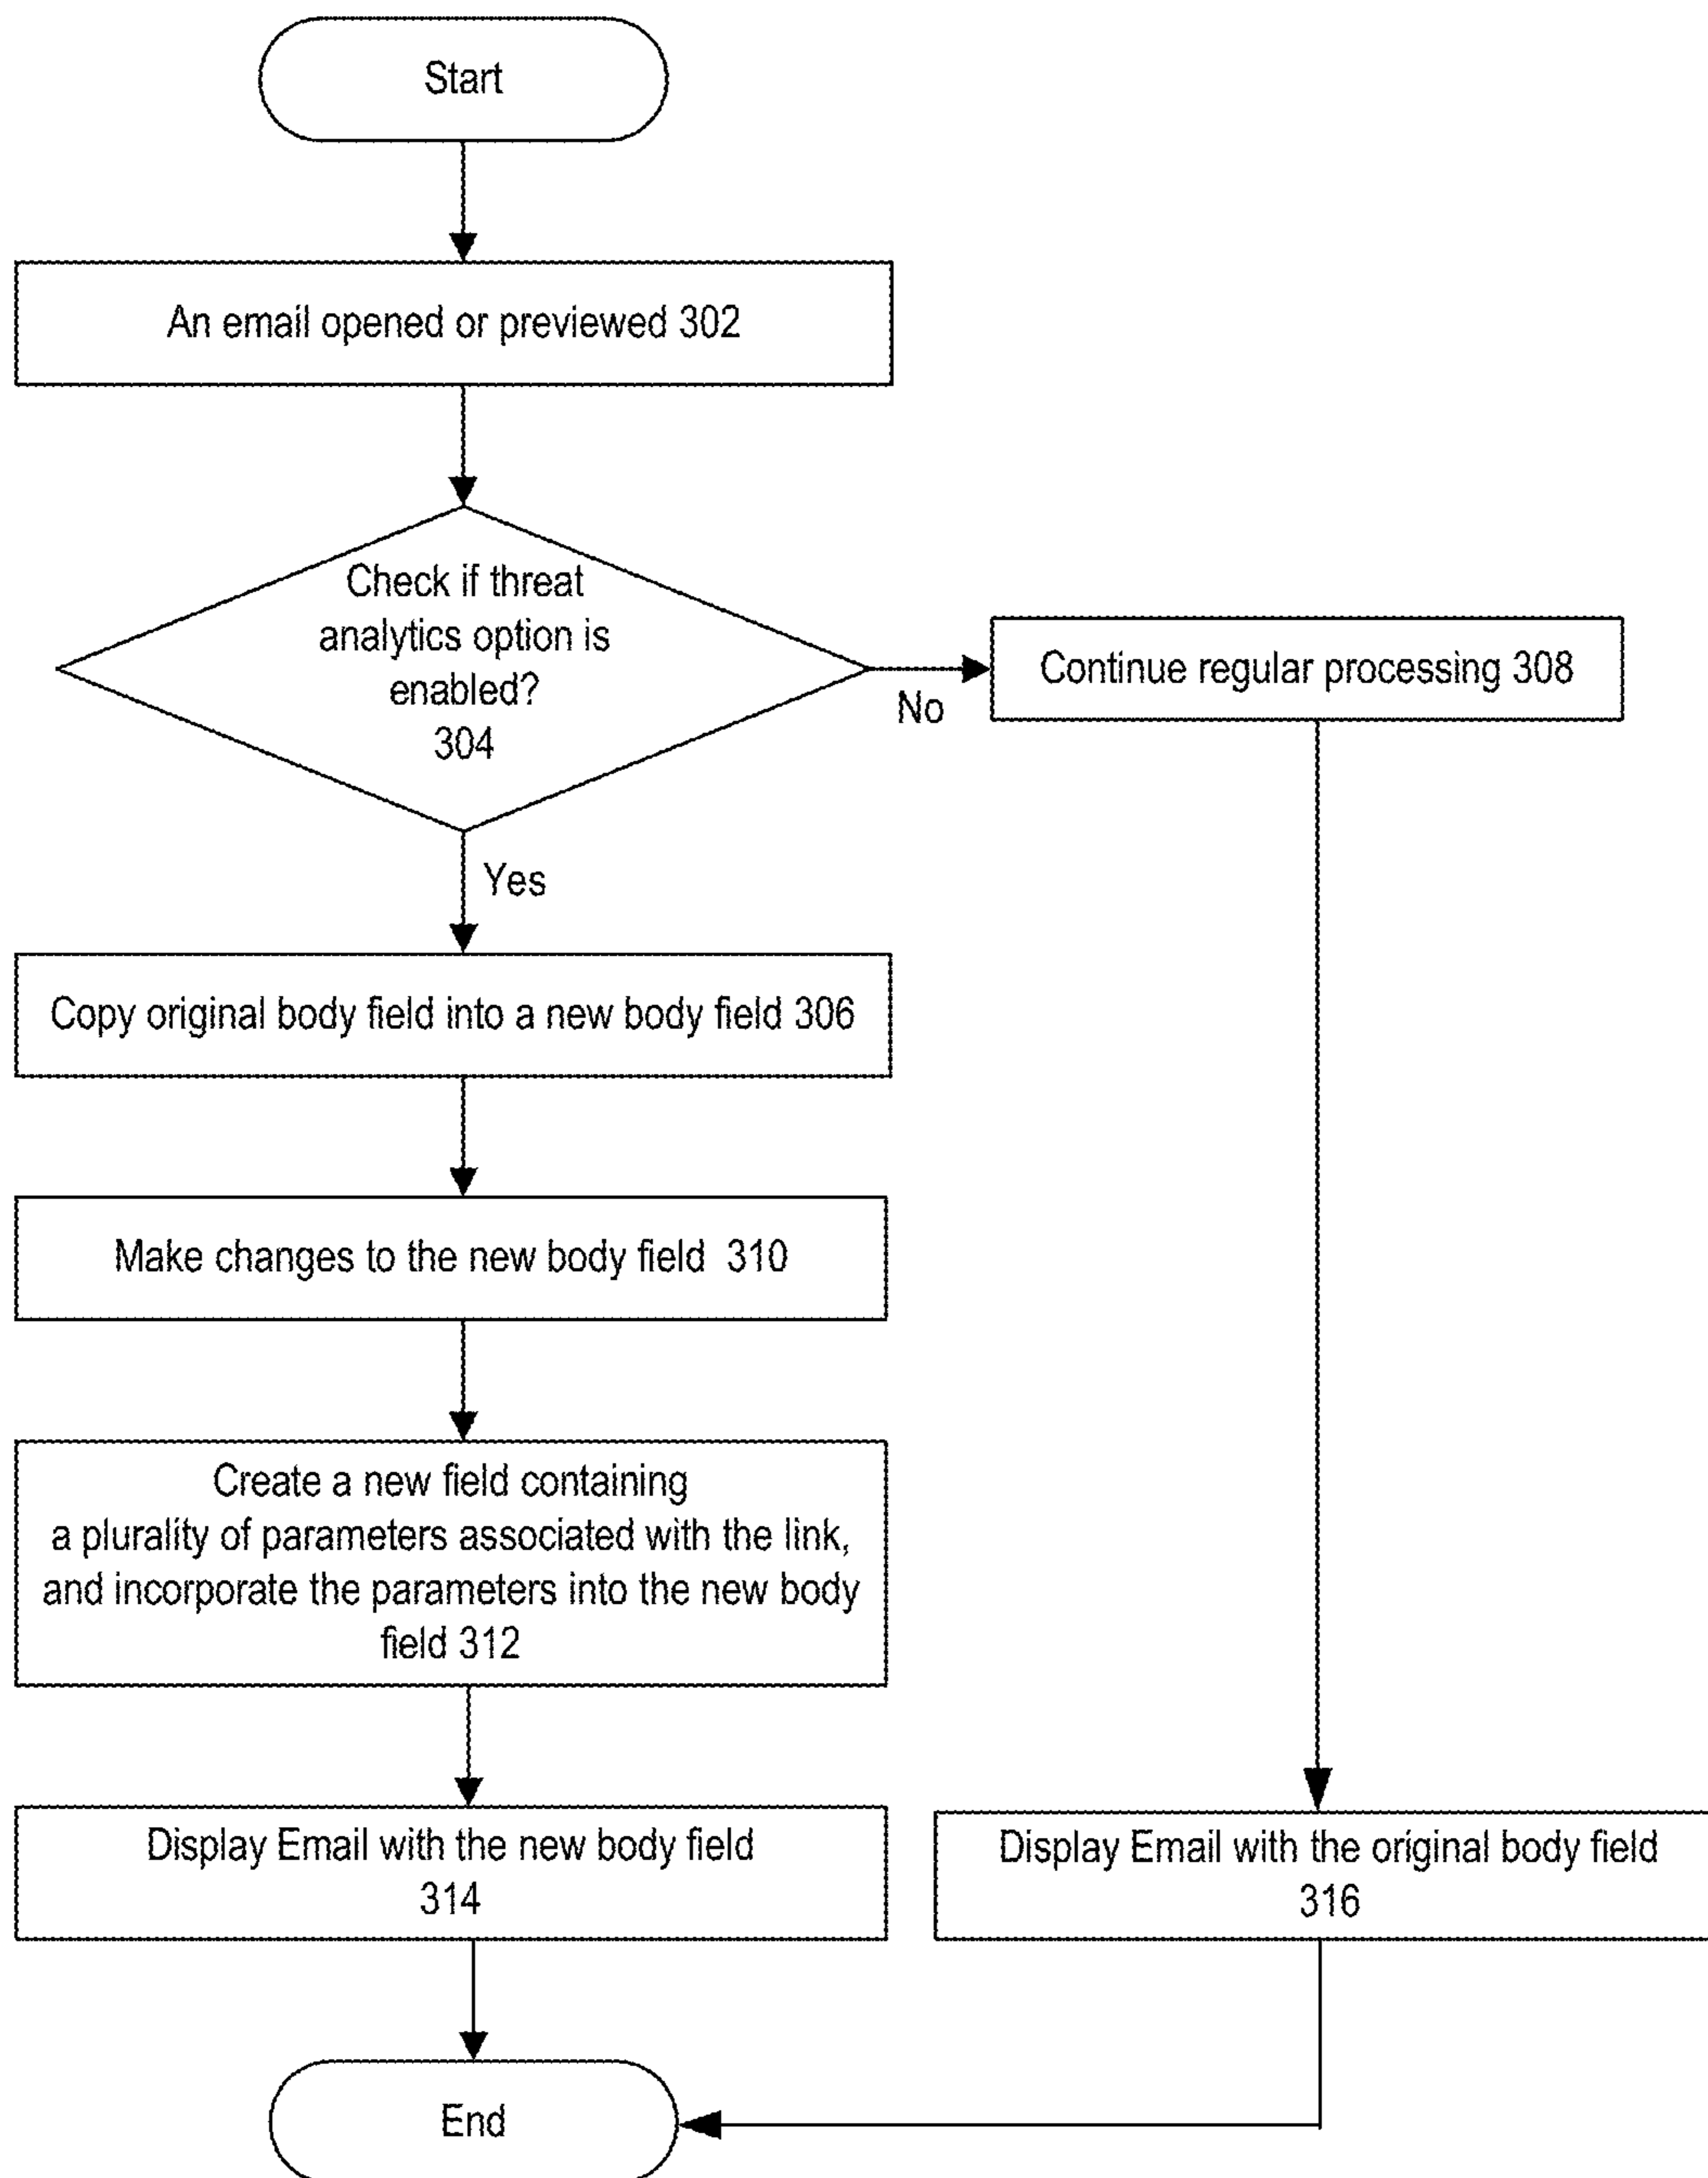 Start
An email opened or previewed 302
Check if threat
analytics option is
enabled?
304
No
Continue regular processing 308
Yes
Copy original body field into a new body field 306
Make changes to the new body field 310
Create a new field containing
a plurality of parameters associated with the link,
and incorporate the parameters into the new body
field 312
Display Email with the new body field
314
Display Email with the original body field
316
End